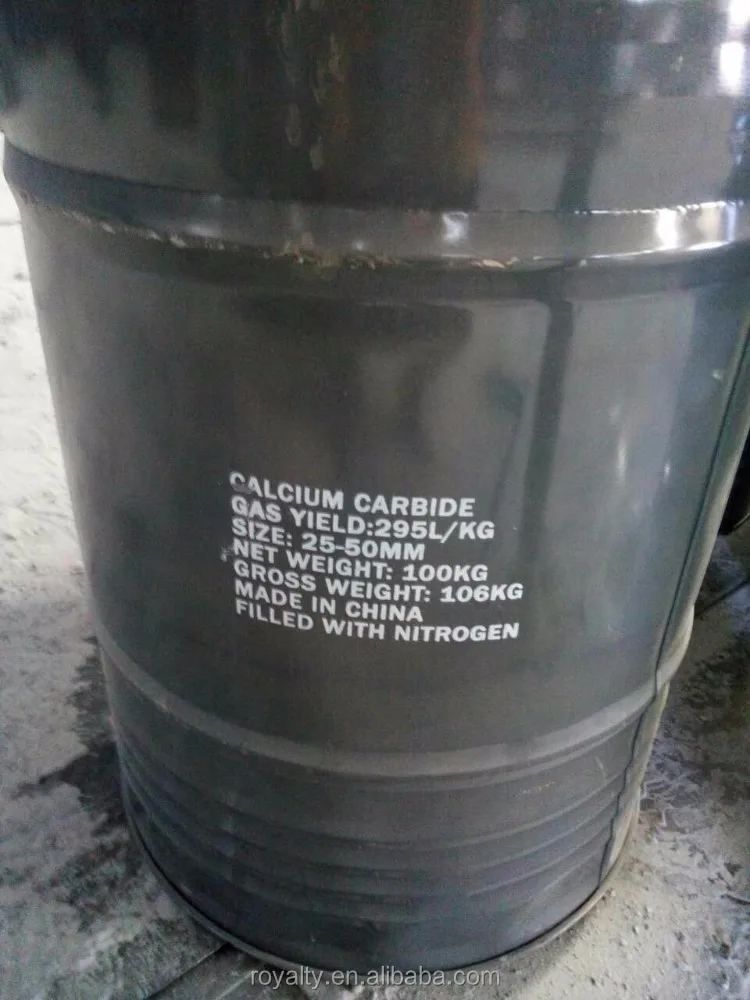 CALCIUM CARBIDE
GAS YIELD:295L/KG
SIZE: 25-50MM
NET WEIGHT: 100KG
GROSS WEIGHT: 106KG
MADE IN CHINA
FILLED WITH NITROGEN
royalty.en.alibaba.com